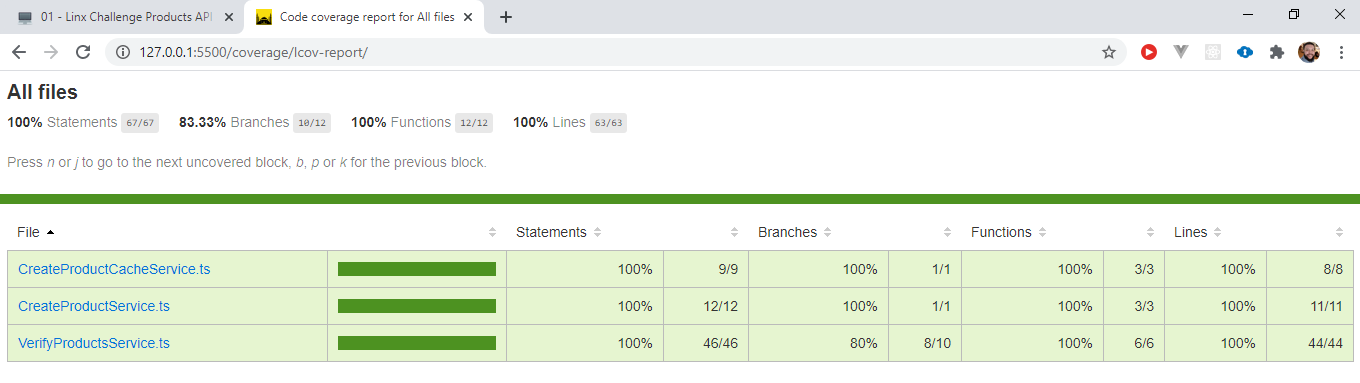 01 - Linx Challenge Products API
Code coverage report for All files
127.0.0.1:5500/coverage/lcov-report/
All files
100% Statements 67/67 83.33% Branches 10/12 100% Functions 12/12 100% Lines 63/63
Press n or j to go to the next uncovered block, b, p or k for the previous block.
File Statements Branches Functions Lines
CreateProductCacheService.ts 100% 9/9 100% 1/1 100% 3/3 100% 8/8
CreateProductService.ts 100% 12/12 100% 1/1 100% 3/3 100% 11/11
VerifyProductsService.ts 100% 46/46 80% 8/10 100% 6/6 100% 44/44